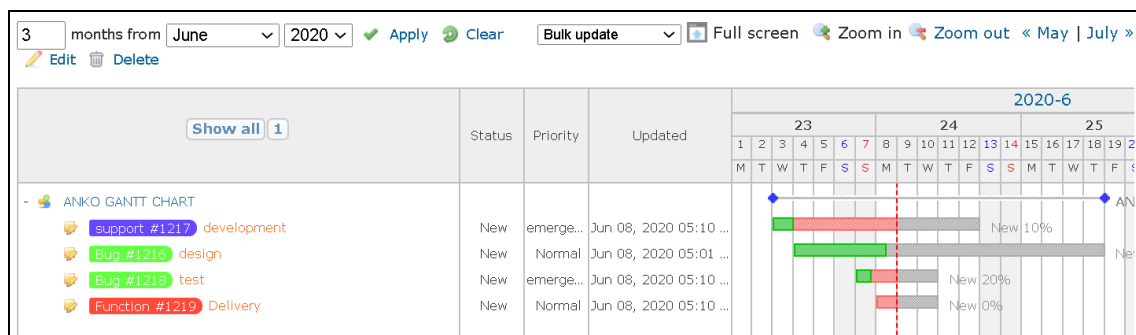 3 months from June 2020 Apply Clear Bulk update Full screen Zoom in Zoom out « May | July »
Edit Delete
2020-6
Show all 1 Status Priority Updated 23 24 25
1 2 3 4 5 6 7 8 9 10 11 12 13 14 15 16 17 18 19
M T W T F S S M T W T F S S M T W T F
- ANKO GANTT CHART
support #1217 development New emerge... Jun 08, 2020 05:10 ... New 10%
Bug #1216 design New Normal Jun 08, 2020 05:01 ...
Bug #1218 test New emerge... Jun 08, 2020 05:10 ... New 20%
Function #1219 Delivery New Normal Jun 08, 2020 05:10 ... New 0%